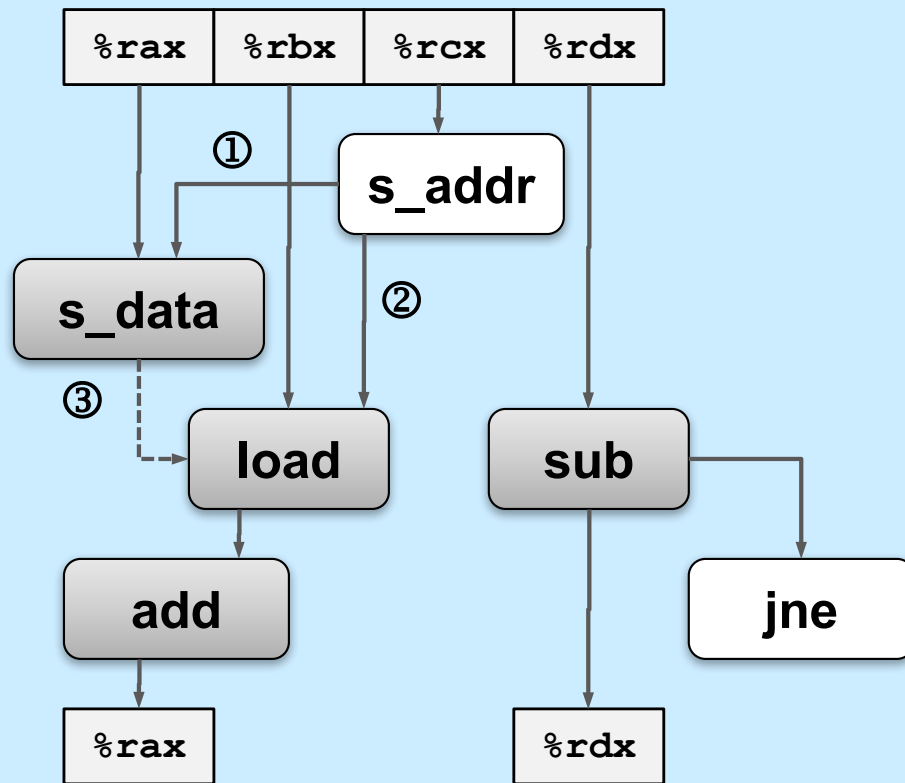 %rax %rbx %rcx %rdx
①
s_addr
s_data
②
③
load
sub
add
jne
%rax
%rdx